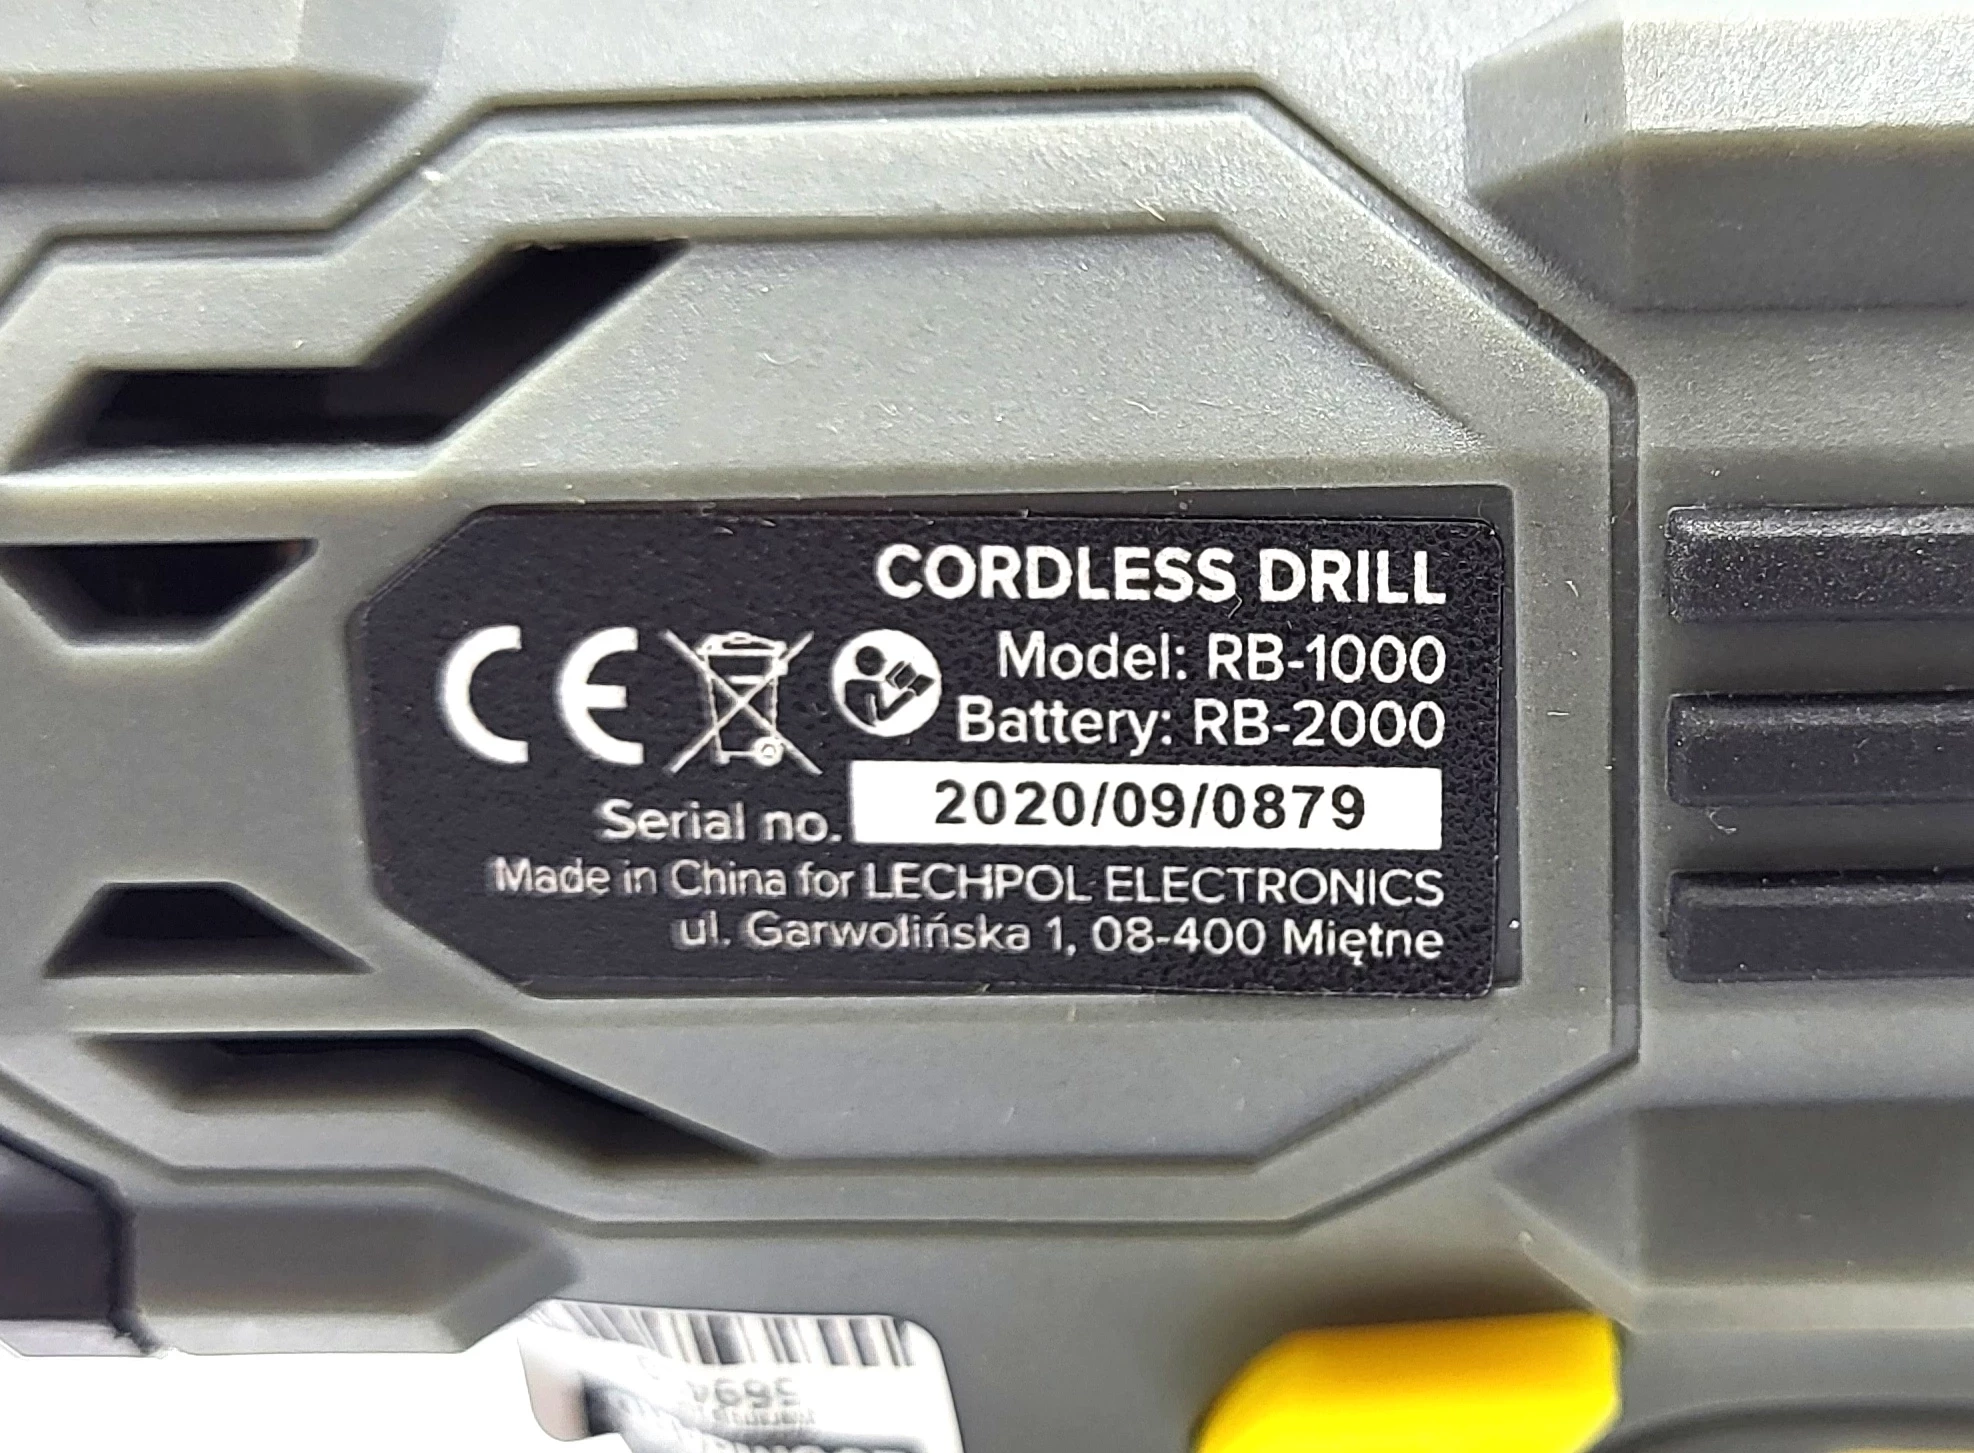 CORDLESS DRILL
CE Model: RB-1000
Battery: RB-2000
Serial no. 2020/09/0879
Made in China for LECHPOL ELECTRONICS
ul. Garwolińska 1, 08-400 Miętne